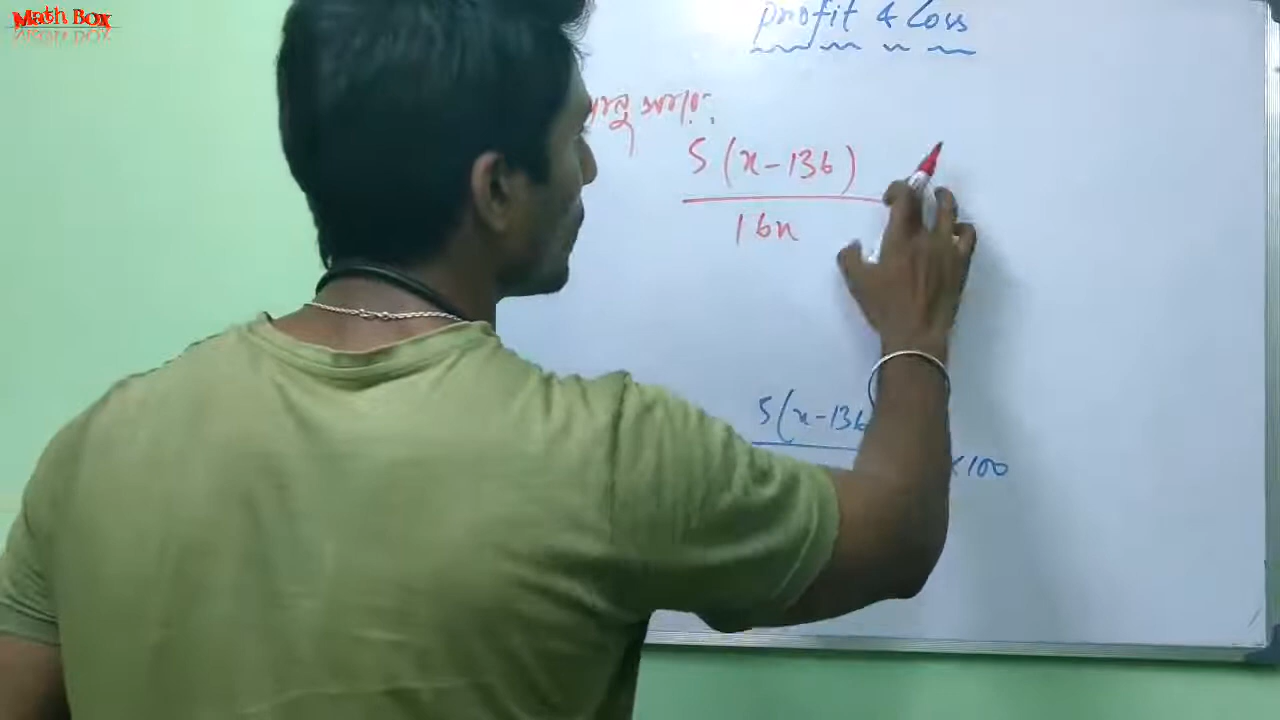 Math Box
profit & Loss
5 (x-136)
16x
5(x-136
×100